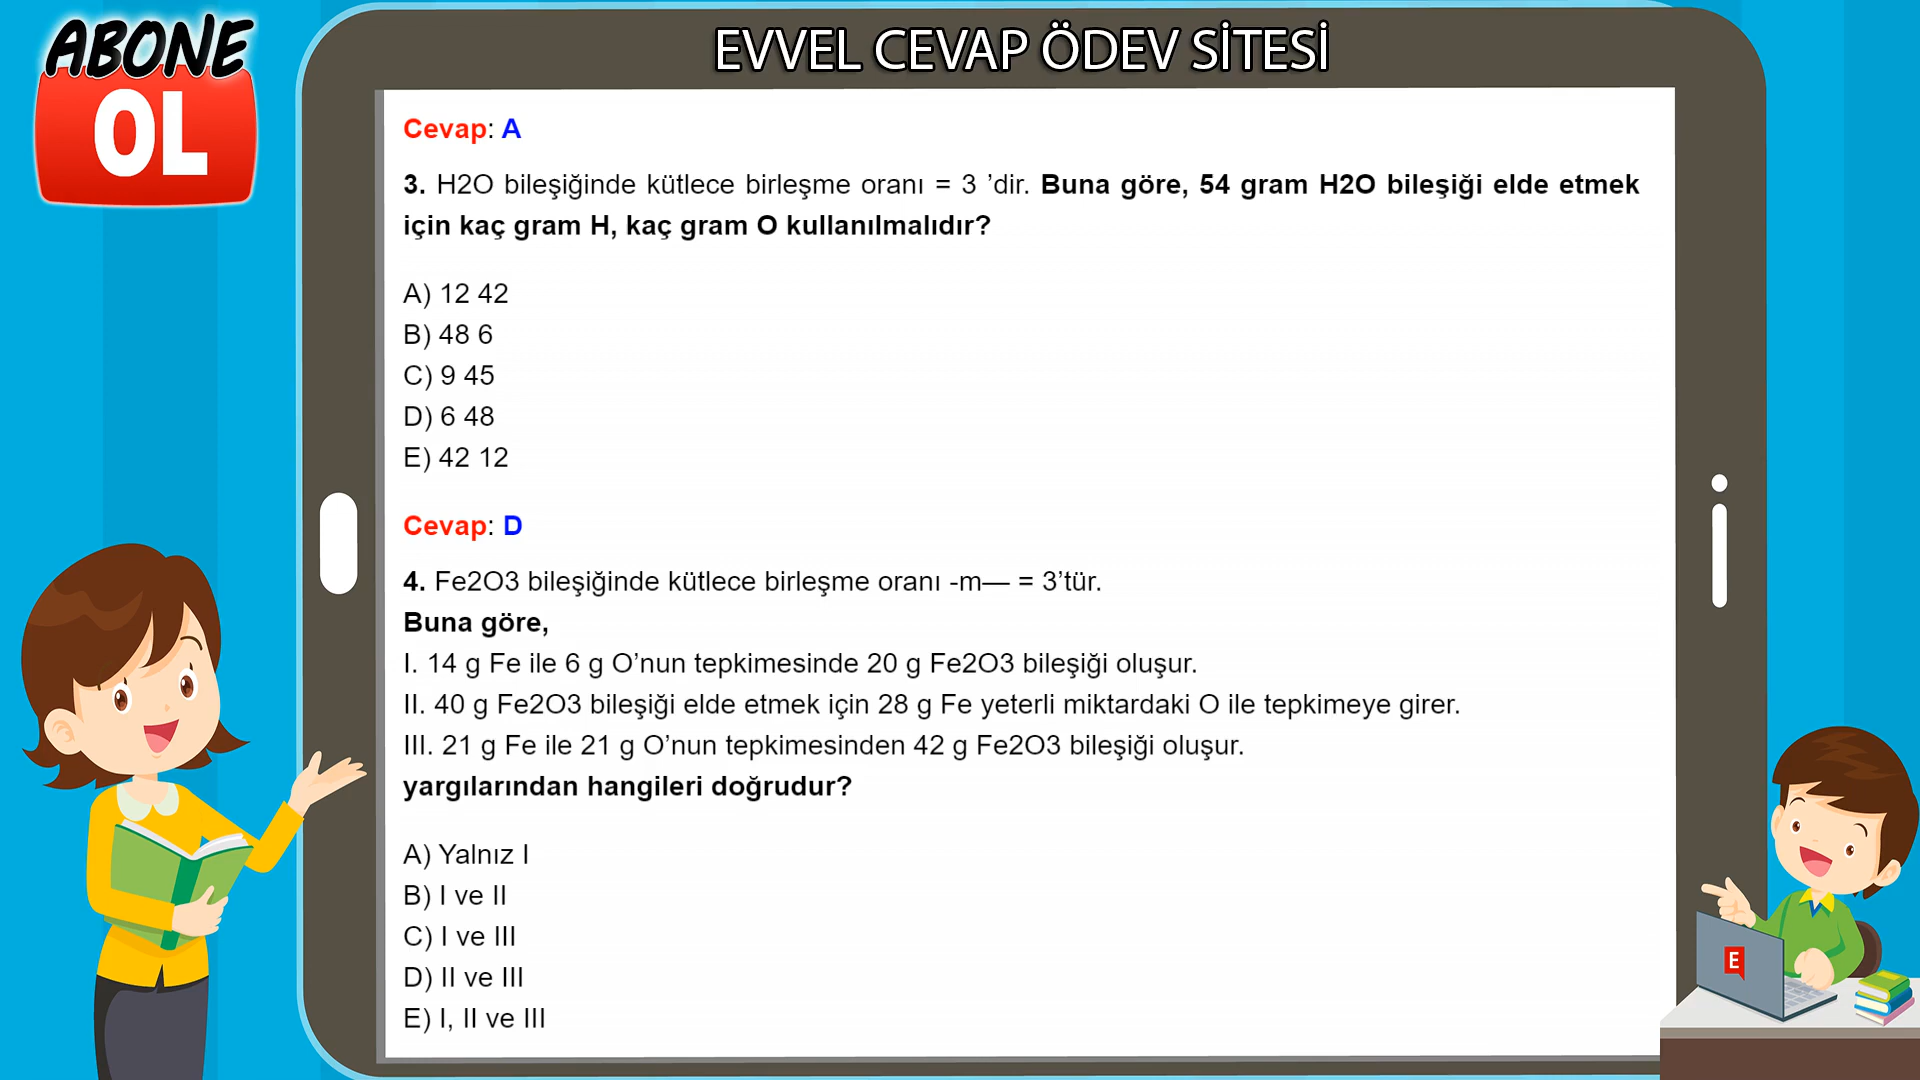 ABONE
OL
EVVEL CEVAP ÖDEV SİTESİ
Cevap: A
3. H2O bileşiğinde kütlece birleşme oranı = 3 ’dir. Buna göre, 54 gram H2O bileşiği elde etmek
için kaç gram H, kaç gram O kullanılmalıdır?
A) 12 42
B) 48 6
C) 9 45
D) 6 48
E) 42 12
Cevap: D
4. Fe2O3 bileşiğinde kütlece birleşme oranı -m— = 3’tür.
Buna göre,
I. 14 g Fe ile 6 g O’nun tepkimesinde 20 g Fe2O3 bileşiği oluşur.
II. 40 g Fe2O3 bileşiği elde etmek için 28 g Fe yeterli miktardaki O ile tepkimeye girer.
III. 21 g Fe ile 21 g O’nun tepkimesinden 42 g Fe2O3 bileşiği oluşur.
yargılarından hangileri doğrudur?
A) Yalnız I
B) I ve II
C) I ve III
D) II ve III
E) I, II ve III
E